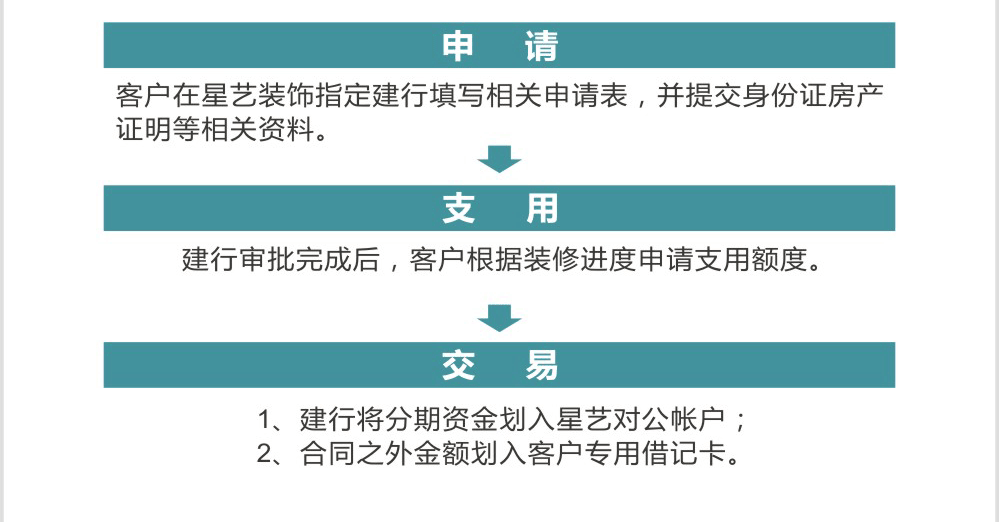 申 请
客户在星艺装饰指定建行填写相关申请表，并提交身份证房产
证明等相关资料。
支 用
建行审批完成后，客户根据装修进度申请支用额度。
交 易
1、建行将分期资金划入星艺对公帐户；
2、合同之外金额划入客户专用借记卡。